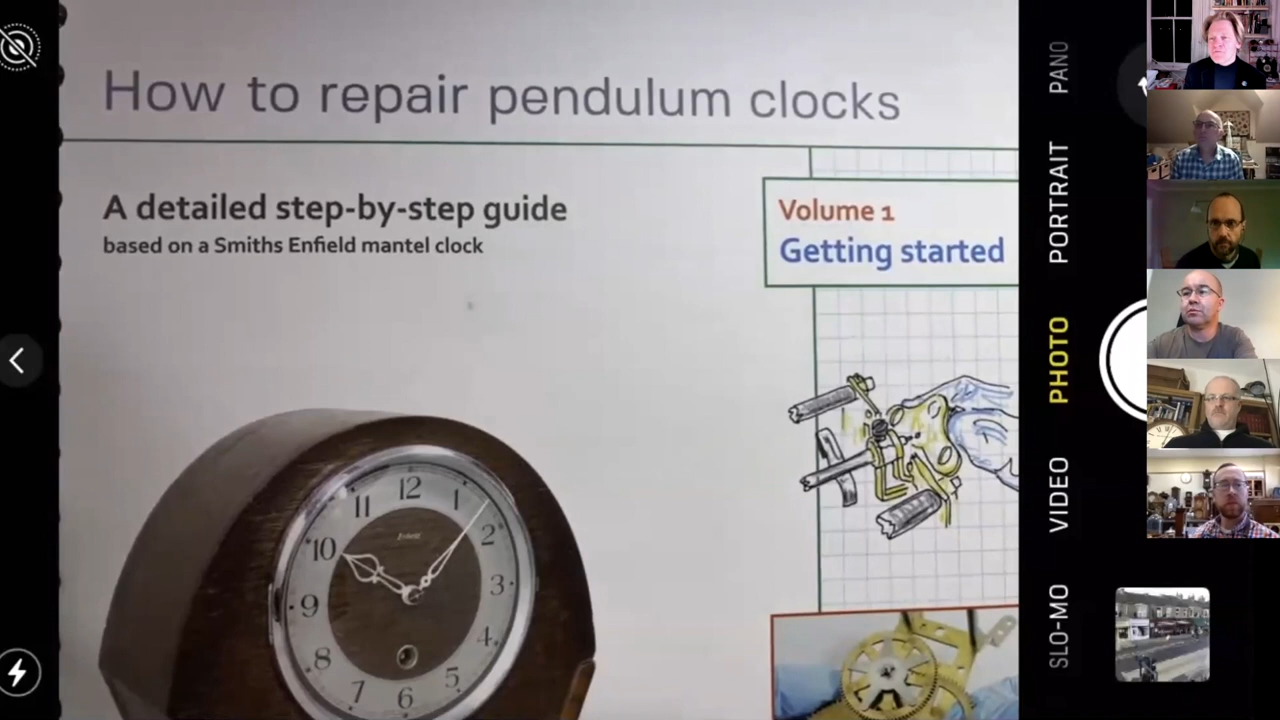 How to repair pendulum clocks
A detailed step-by-step guide
based on a Smiths Enfield mantel clock
Volume 1
Getting started
12
1
2
3
4
5
6
7
8
9
10
11
PANO
PORTRAIT
PHOTO
VIDEO
SLO-MO